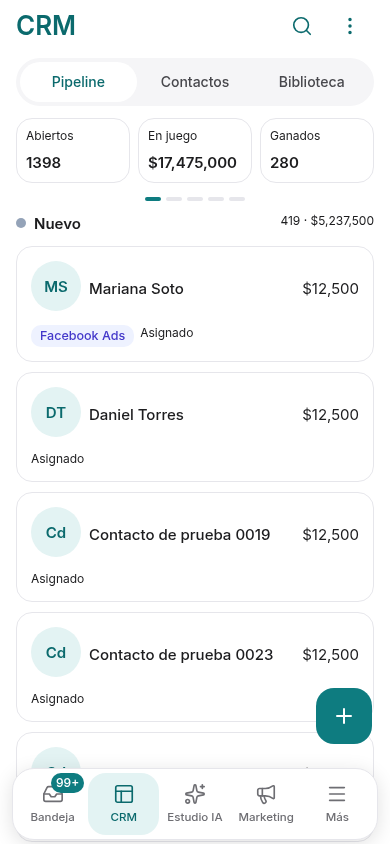 CRM
Pipeline
Contactos
Biblioteca
Abiertos
En juego
Ganados
1398
$17,475,000
280
Nuevo
419 · $5,237,500
MS
Mariana Soto
$12,500
Facebook Ads
Asignado
DT
Daniel Torres
$12,500
Asignado
Cd
Contacto de prueba 0019
$12,500
Asignado
Cd
Contacto de prueba 0023
$12,500
Asignado
99+
Bandeja
CRM
Estudio IA
Marketing
Más